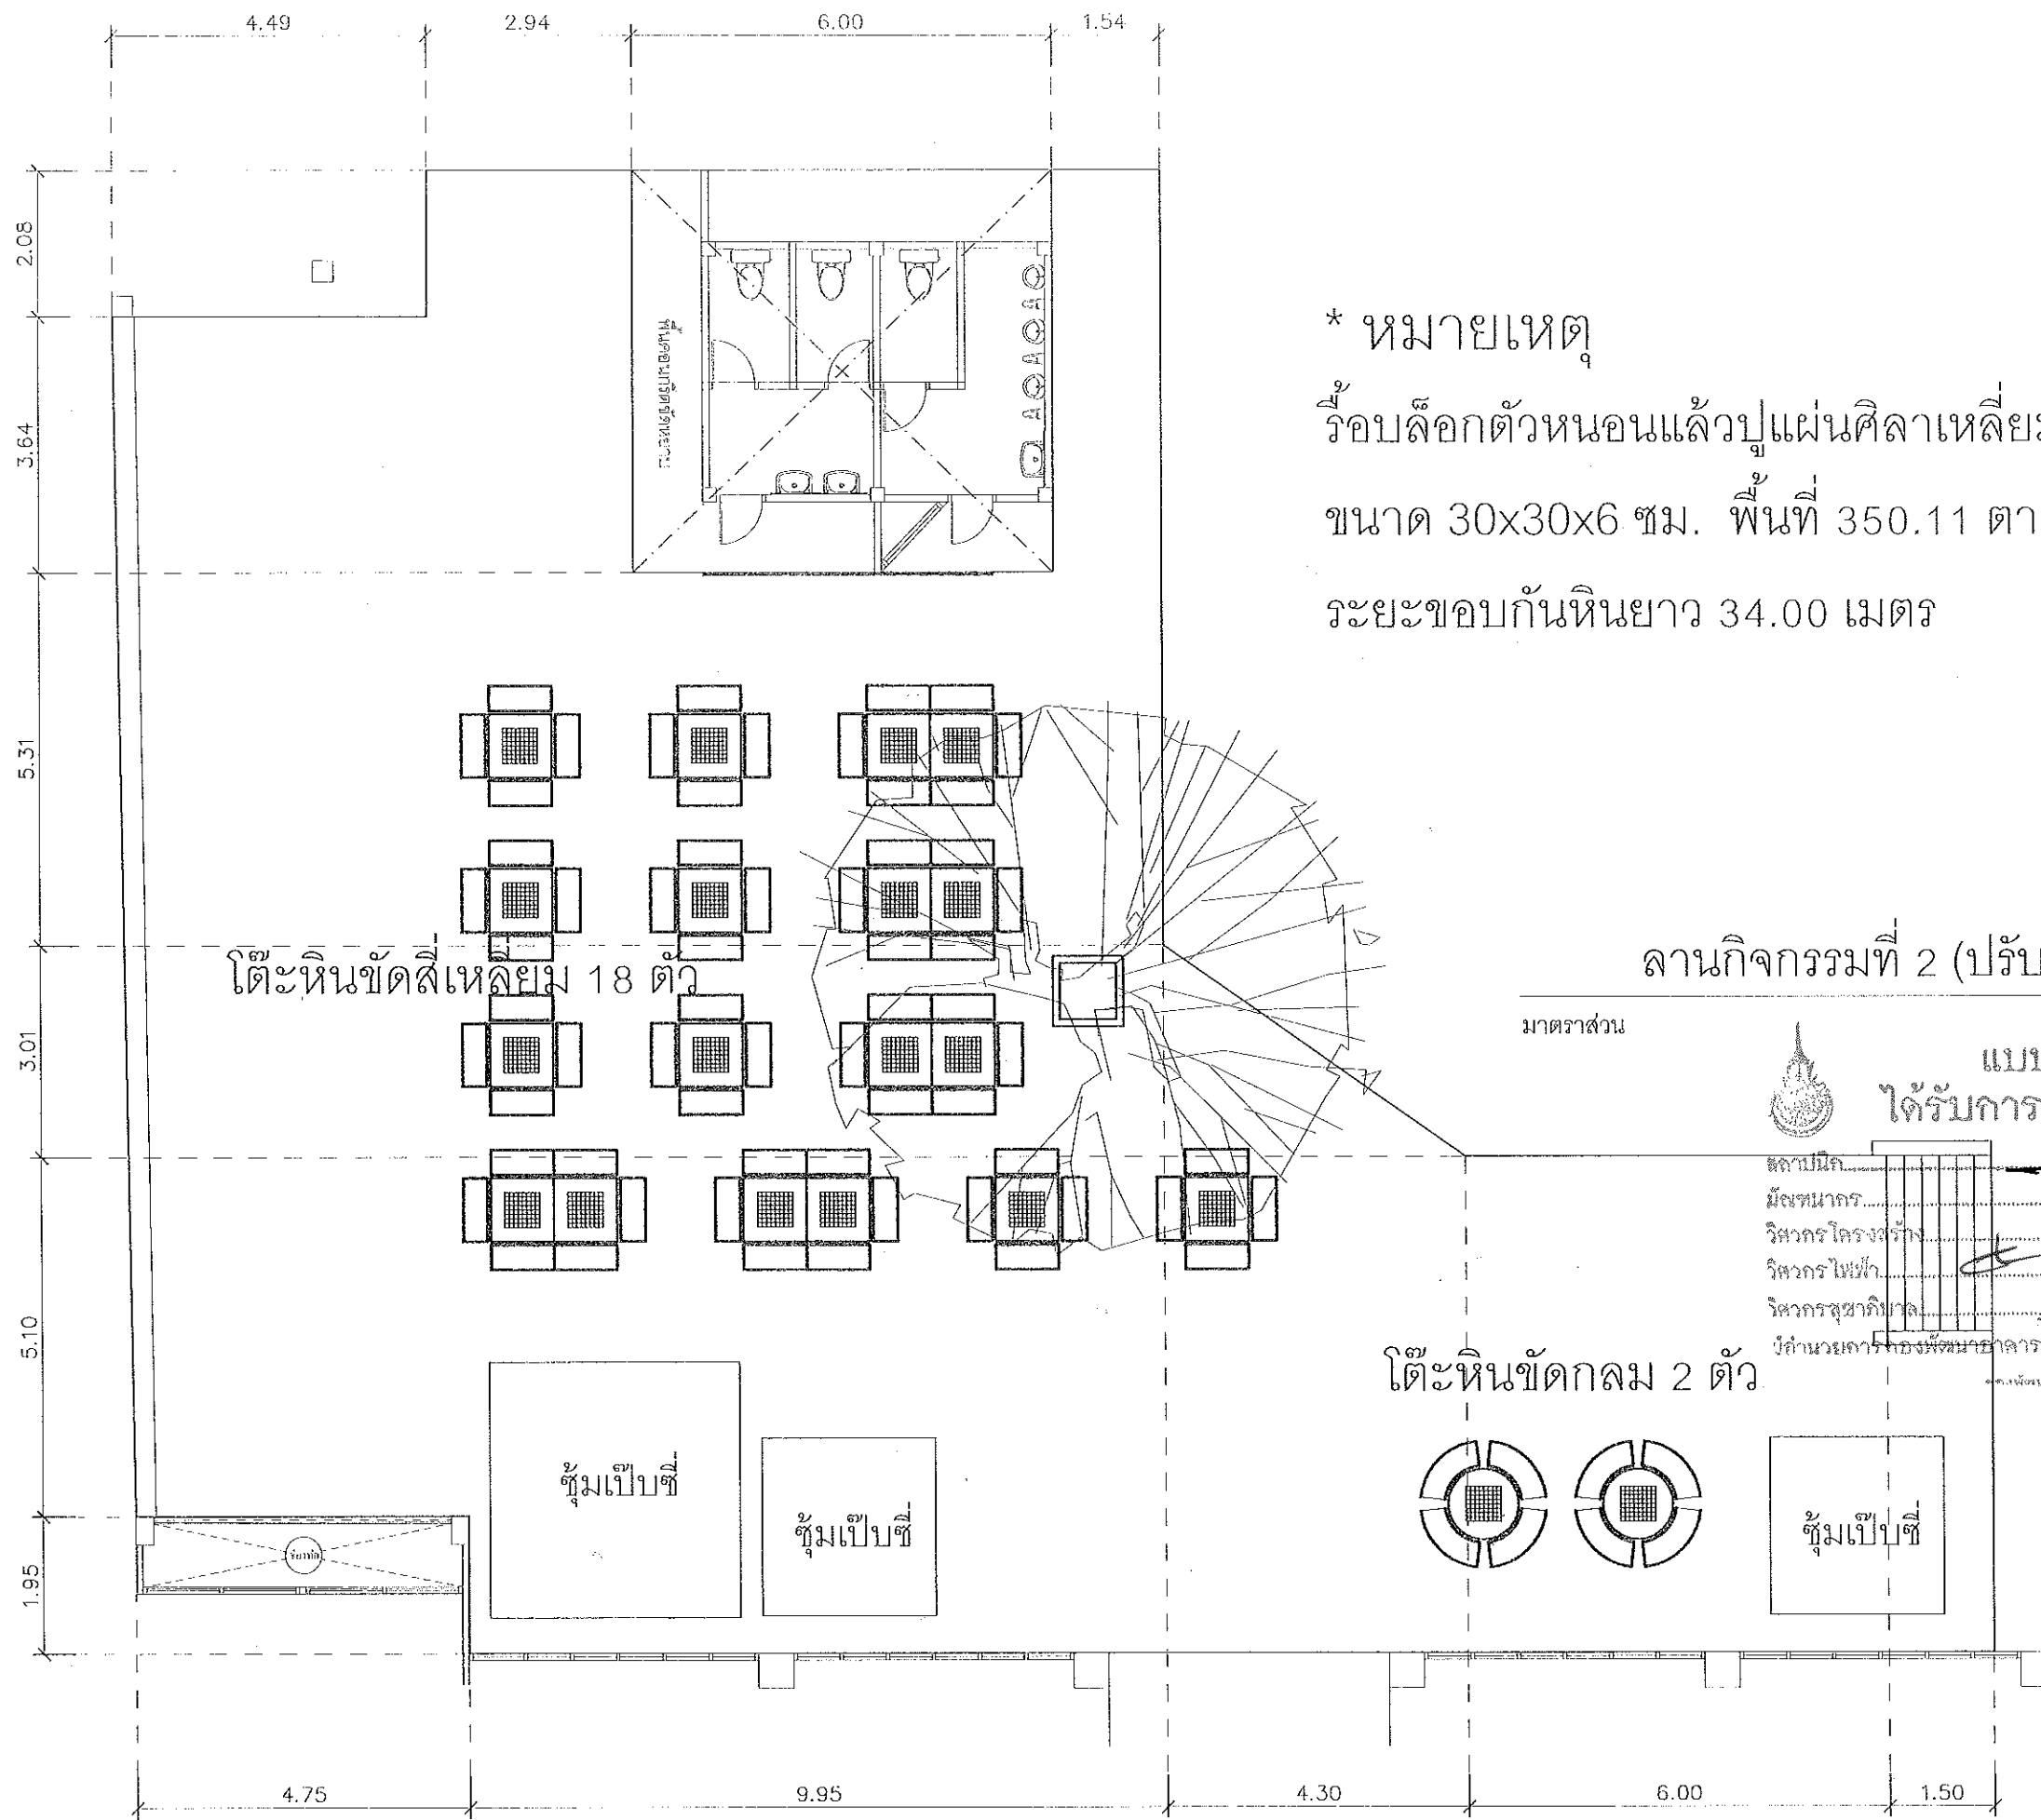 4.49 2.94 6.00 1.54
2.08
3.64
5.31
3.01
5.10
1.95
* หมายเหตุ
รื้อบล็อกตัวหนอนแล้วปูแผ่นศิลาเหลี่ย
ขนาด 30x30x6 ซม. พื้นที่ 350.11 ตา
ระยะขอบกันหินยาว 34.00 เมตร
โต๊ะหินขัดสี่เหลี่ยม 18 ตัว
ลานกิจกรรมที่ 2 (ปรับ
มาตราส่วน
แบบ
ได้รับการ
สถาปนิก
มัณฑนากร
วิศวกรโครงสร้าง
วิศวกรไฟฟ้า
วิศวกรสุขาภิบาล
โต๊ะหินขัดกลม 2 ตัว
ซุ้มเป๊บซี่
ซุ้มเป๊บซี่
ซุ้มเป๊บซี่
4.75 9.95 4.30 6.00 1.50